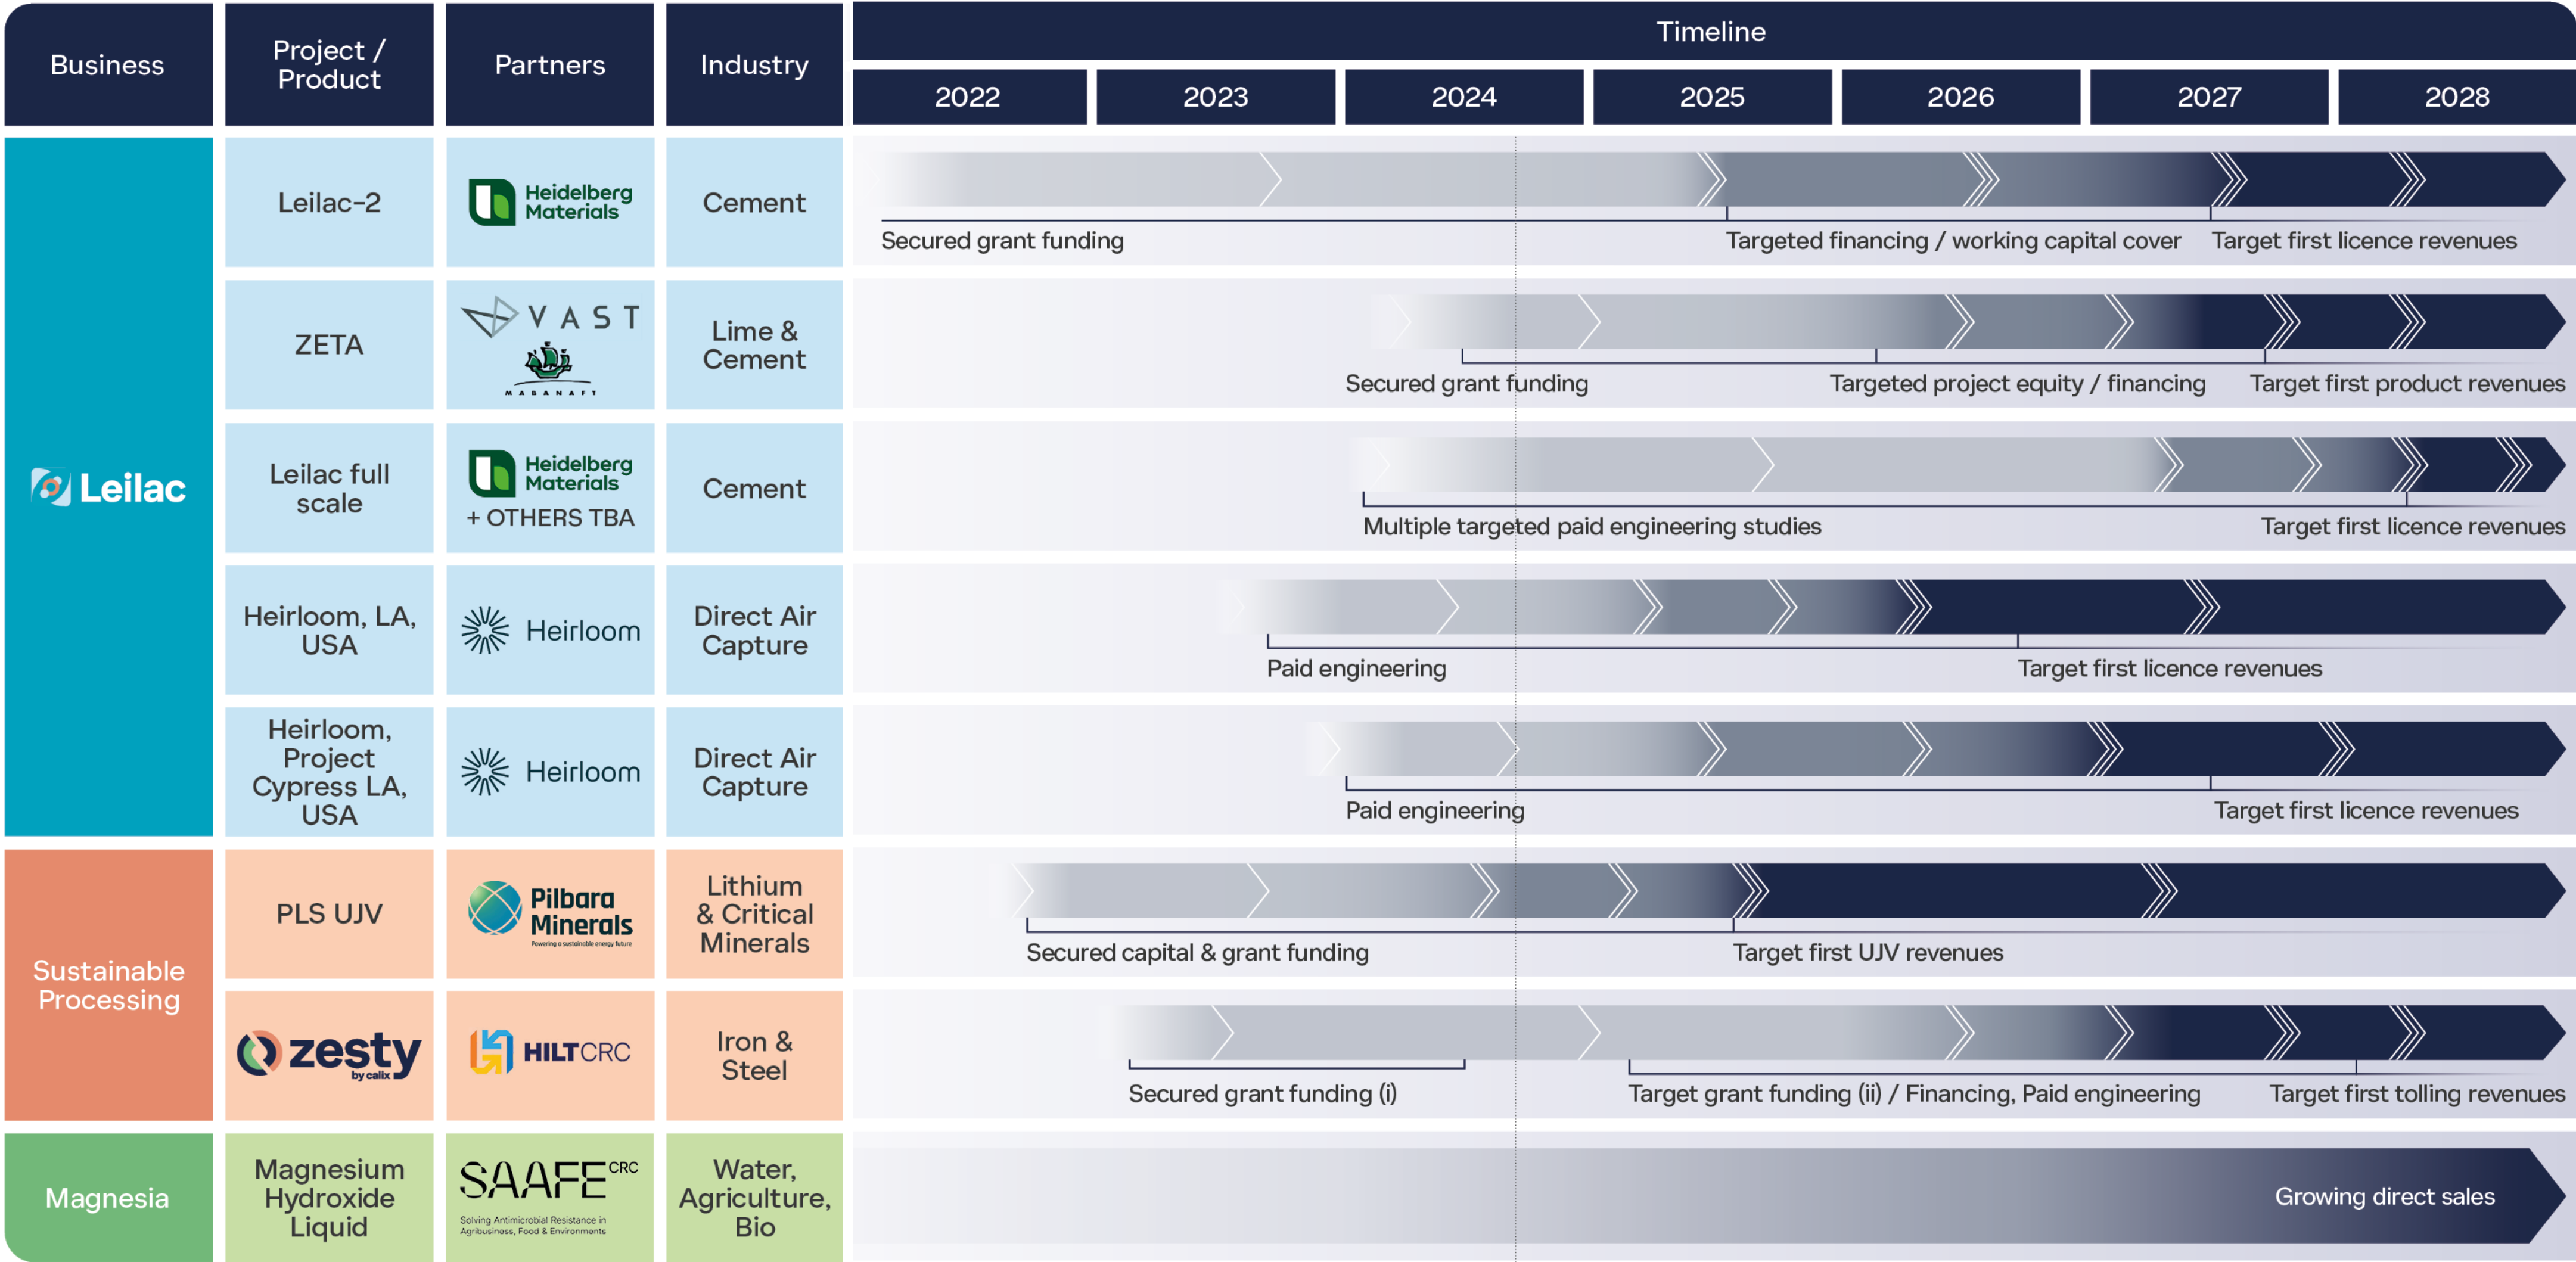 Business
Project /
Product
Partners
Industry
Timeline
2022
2023
2024
2025
2026
2027
2028
Leilac
Leilac-2
Heidelberg
Materials
Cement
Secured grant funding
Targeted financing / working capital cover
Target first licence revenues
ZETA
VAST
MABANAFT
Lime &
Cement
Secured grant funding
Targeted project equity / financing
Target first product revenues
Leilac full
scale
Heidelberg
Materials
+ OTHERS TBA
Cement
Multiple targeted paid engineering studies
Target first licence revenues
Heirloom, LA,
USA
Heirloom
Direct Air
Capture
Paid engineering
Target first licence revenues
Heirloom,
Project
Cypress LA,
USA
Heirloom
Direct Air
Capture
Paid engineering
Target first licence revenues
Sustainable
Processing
PLS UJV
Pilbara
Minerals
Powering a sustainable energy future
Lithium
& Critical
Minerals
Secured capital & grant funding
Target first UJV revenues
zesty
by calix
HILTCRC
Iron &
Steel
Secured grant funding (i)
Target grant funding (ii) / Financing, Paid engineering
Target first tolling revenues
Magnesia
Magnesium
Hydroxide
Liquid
SAAFE CRC
Solving Antimicrobial Resistance in
Agribusiness, Food & Environments
Water,
Agriculture,
Bio
Growing direct sales